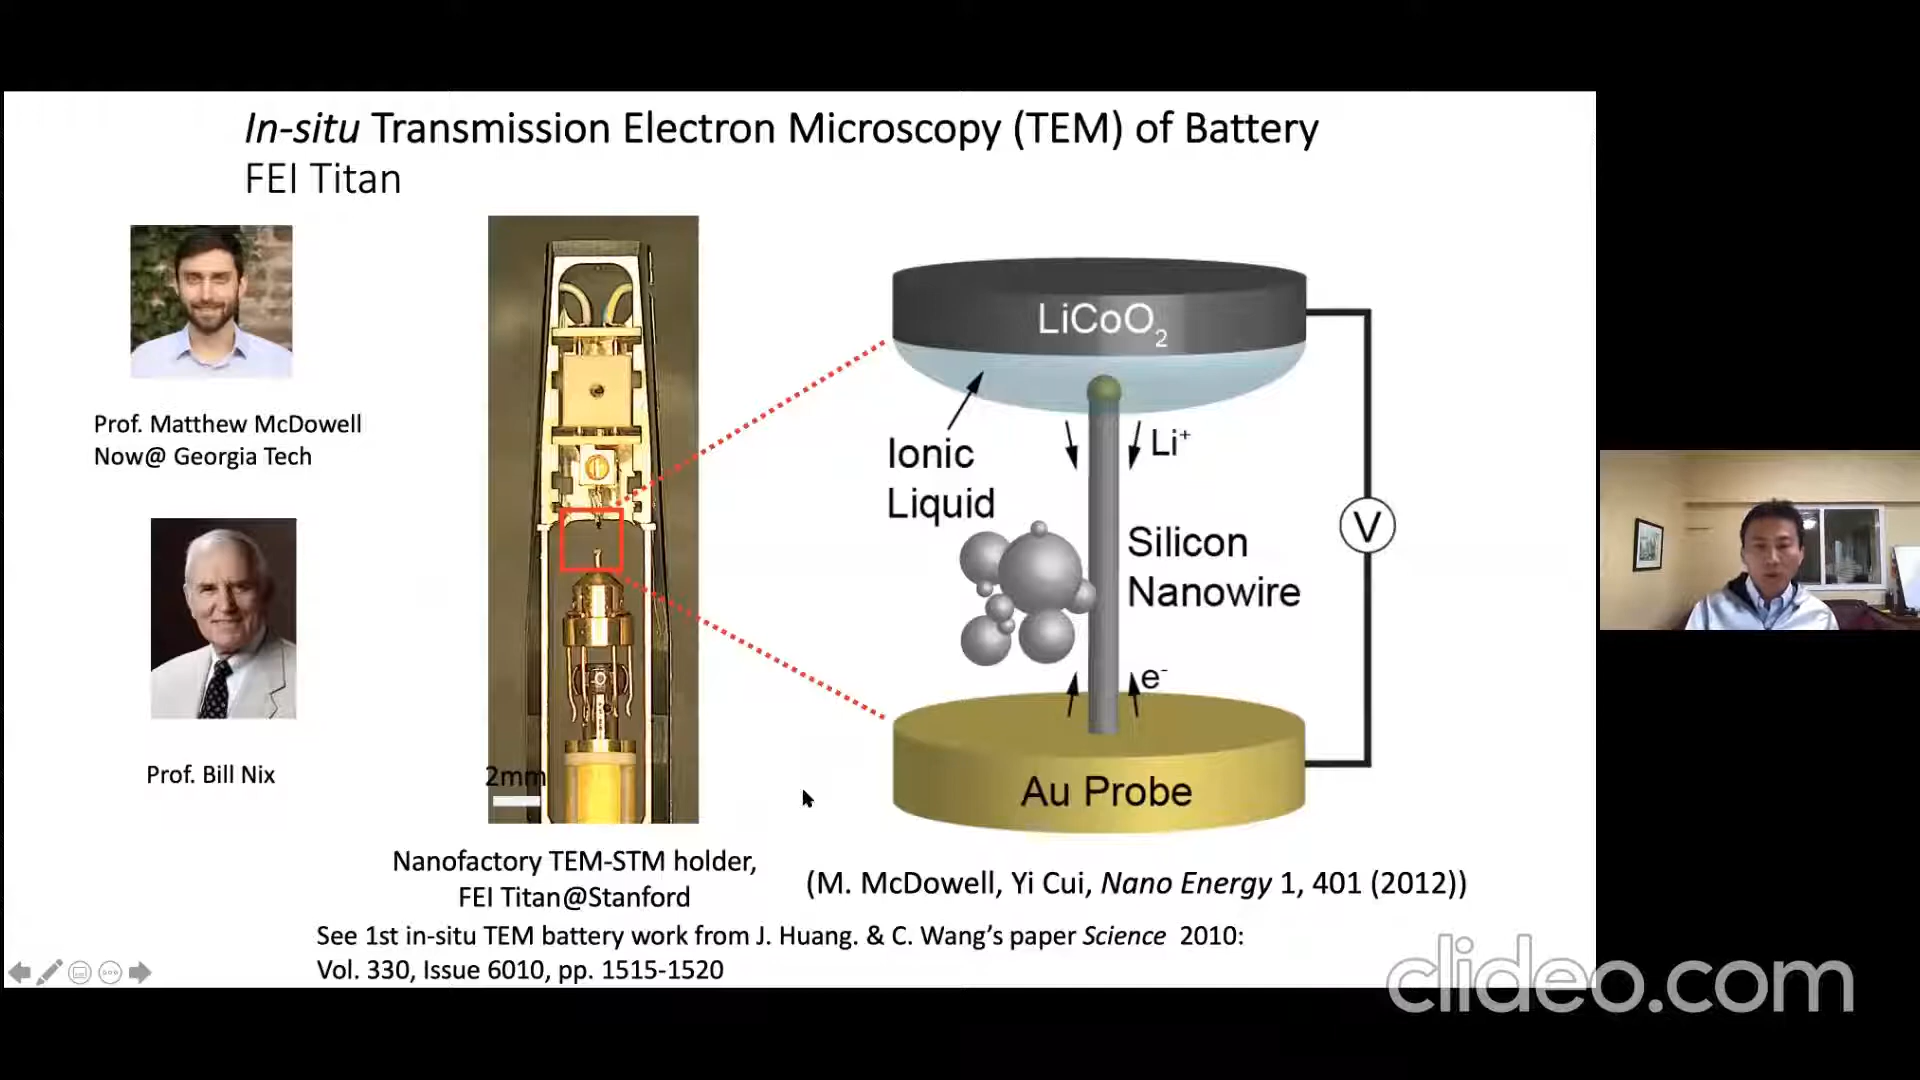 In-situ Transmission Electron Microscopy (TEM) of Battery
FEI Titan
Prof. Matthew McDowell
Now@ Georgia Tech
Prof. Bill Nix
2mm
Nanofactory TEM-STM holder,
FEI Titan@Stanford
LiCoO2
Ionic
Liquid
Li+
Silicon
Nanowire
V
e-
Au Probe
(M. McDowell, Yi Cui, Nano Energy 1, 401 (2012))
See 1st in-situ TEM battery work from J. Huang. & C. Wang’s paper Science 2010:
Vol. 330, Issue 6010, pp. 1515-1520
clideo.com